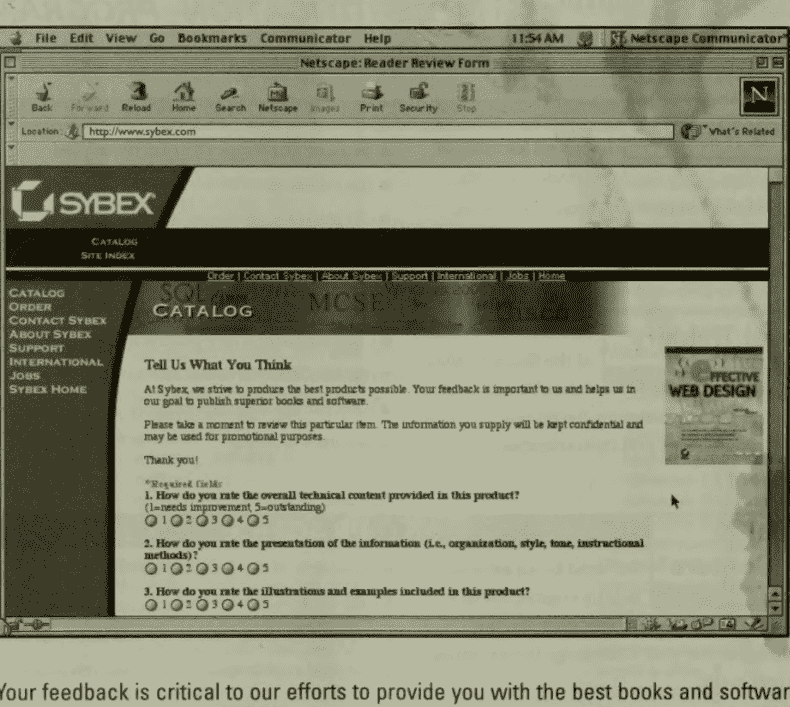 File Edit View Go Bookmarks Communicator Help 11:54 AM Netscape Communicator
Netscape: Reader Review Form
Back Forward Reload Home Search Netscape Images Print Security Stop
N
Location: http://www.sybex.com What's Related
SYBEX
CATALOG
SITE INDEX
Order | Contact Sybex | About Sybex | Support | International | Jobs | Home
CATALOG
ORDER
CONTACT SYBEX
ABOUT SYBEX
SUPPORT
INTERNATIONAL
JOBS
SYBEX HOME
SQL MCSE
CATALOG
EFFECTIVE
WEB DESIGN
Tell Us What You Think
At Sybex, we strive to produce the best products possible. Your feedback is important to us and helps us in
our goal to publish superior books and software.
Please take a moment to review this particular item. The information you supply will be kept confidential and
may be used for promotional purposes.
Thank you!
*Required fields
1. How do you rate the overall technical content provided in this product?
(1=needs improvement, 5=outstanding)
1 2 3 4 5
2. How do you rate the presentation of the information (i.e., organization, style, tone, instructional
methods)?
1 2 3 4 5
3. How do you rate the illustrations and examples included in this product?
1 2 3 4 5
Your feedback is critical to our efforts to provide you with the best books and softwar